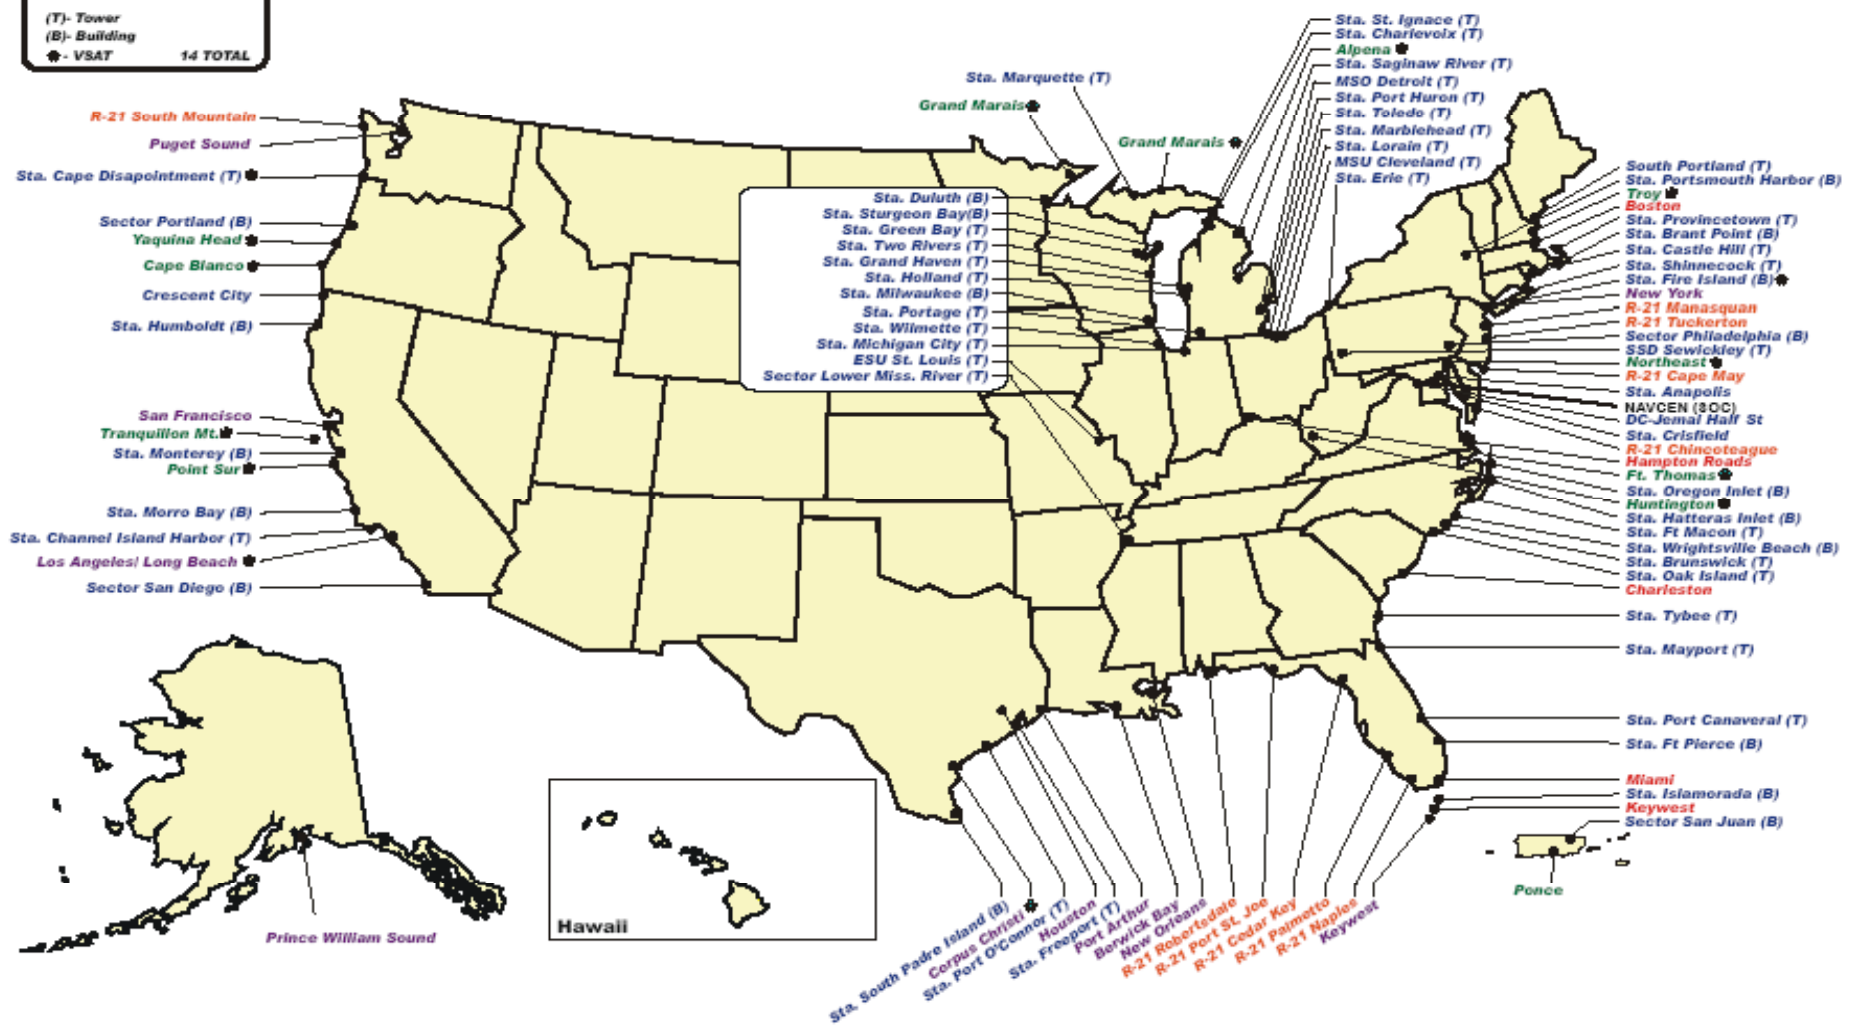 (T)- Tower
(B)- Building
- VSAT 14 TOTAL
R-21 South Mountain
Puget Sound
Sta. Cape Disapointment (T)
Sector Portland (B)
Yaquina Head
Cape Blanco
Crescent City
Sta. Humboldt (B)
San Francisco
Tranquillon Mt.
Sta. Monterey (B)
Point Sur
Sta. Morro Bay (B)
Sta. Channel Island Harbor (T)
Los Angeles/ Long Beach
Sector San Diego (B)
Sta. Marquette (T)
Grand Marais
Grand Marais
Sta. Duluth (B)
Sta. Sturgeon Bay(B)
Sta. Green Bay (T)
Sta. Two Rivers (T)
Sta. Grand Haven (T)
Sta. Holland (T)
Sta. Milwaukee (B)
Sta. Portage (T)
Sta. Wilmette (T)
Sta. Michigan City (T)
ESU St. Louis (T)
Sector Lower Miss. River (T)
Sta. St. Ignace (T)
Sta. Charlevoix (T)
Alpena
Sta. Saginaw River (T)
MSO Detroit (T)
Sta. Port Huron (T)
Sta. Toledo (T)
Sta. Marblehead (T)
Sta. Lorain (T)
MSU Cleveland (T)
Sta. Erie (T)
South Portland (T)
Sta. Portsmouth Harbor (B)
Troy
Boston
Sta. Provincetown (T)
Sta. Brant Point (B)
Sta. Castle Hill (T)
Sta. Shinnecock (T)
Sta. Fire Island (B)
New York
R-21 Manasquan
R-21 Tuckerton
Sector Philadelphia (B)
SSD Sewickley (T)
Northeast
R-21 Cape May
Sta. Anapolis
NAVCEN (SOC)
DC-Jemal Half St
Sta. Crisfield
R-21 Chincoteague
Hampton Roads
Ft. Thomas
Sta. Oregon Inlet (B)
Huntington
Sta. Hatteras Inlet (B)
Sta. Ft Macon (T)
Sta. Wrightsville Beach (B)
Sta. Brunswick (T)
Sta. Oak Island (T)
Charleston
Sta. Tybee (T)
Sta. Mayport (T)
Sta. Port Canaveral (T)
Sta. Ft Pierce (B)
Miami
Sta. Islamorada (B)
Keywest
Sector San Juan (B)
Ponce
Prince William Sound
Hawaii
Sta. South Padre Island (B)
Corpus Christi
Sta. Port O'Connor (T)
Houston
Sta. Freeport (T)
Port Arthur
Berwick Bay
New Orleans
R-21 Robertsdale
R-21 Port St. Joe
R-21 Cedar Key
R-21 Palmetto
R-21 Naples
Keywest